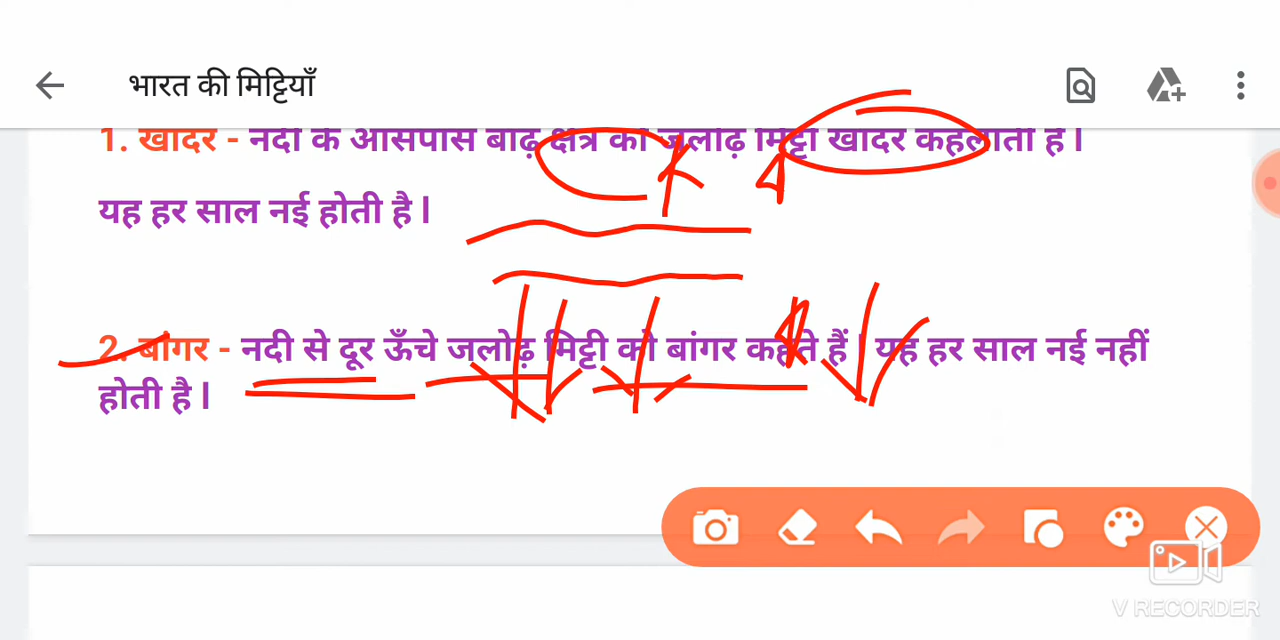 भारत की मिट्टियाँ
1. खादर - नदी के आसपास बाढ़ क्षेत्र की जलोढ़ मिट्टी खादर कहलाती है l
यह हर साल नई होती है l
2. बांगर - नदी से दूर ऊँचे जलोढ़ मिट्टी को बांगर कहते हैं l यह हर साल नई नहीं
होती है l
V RECORDER